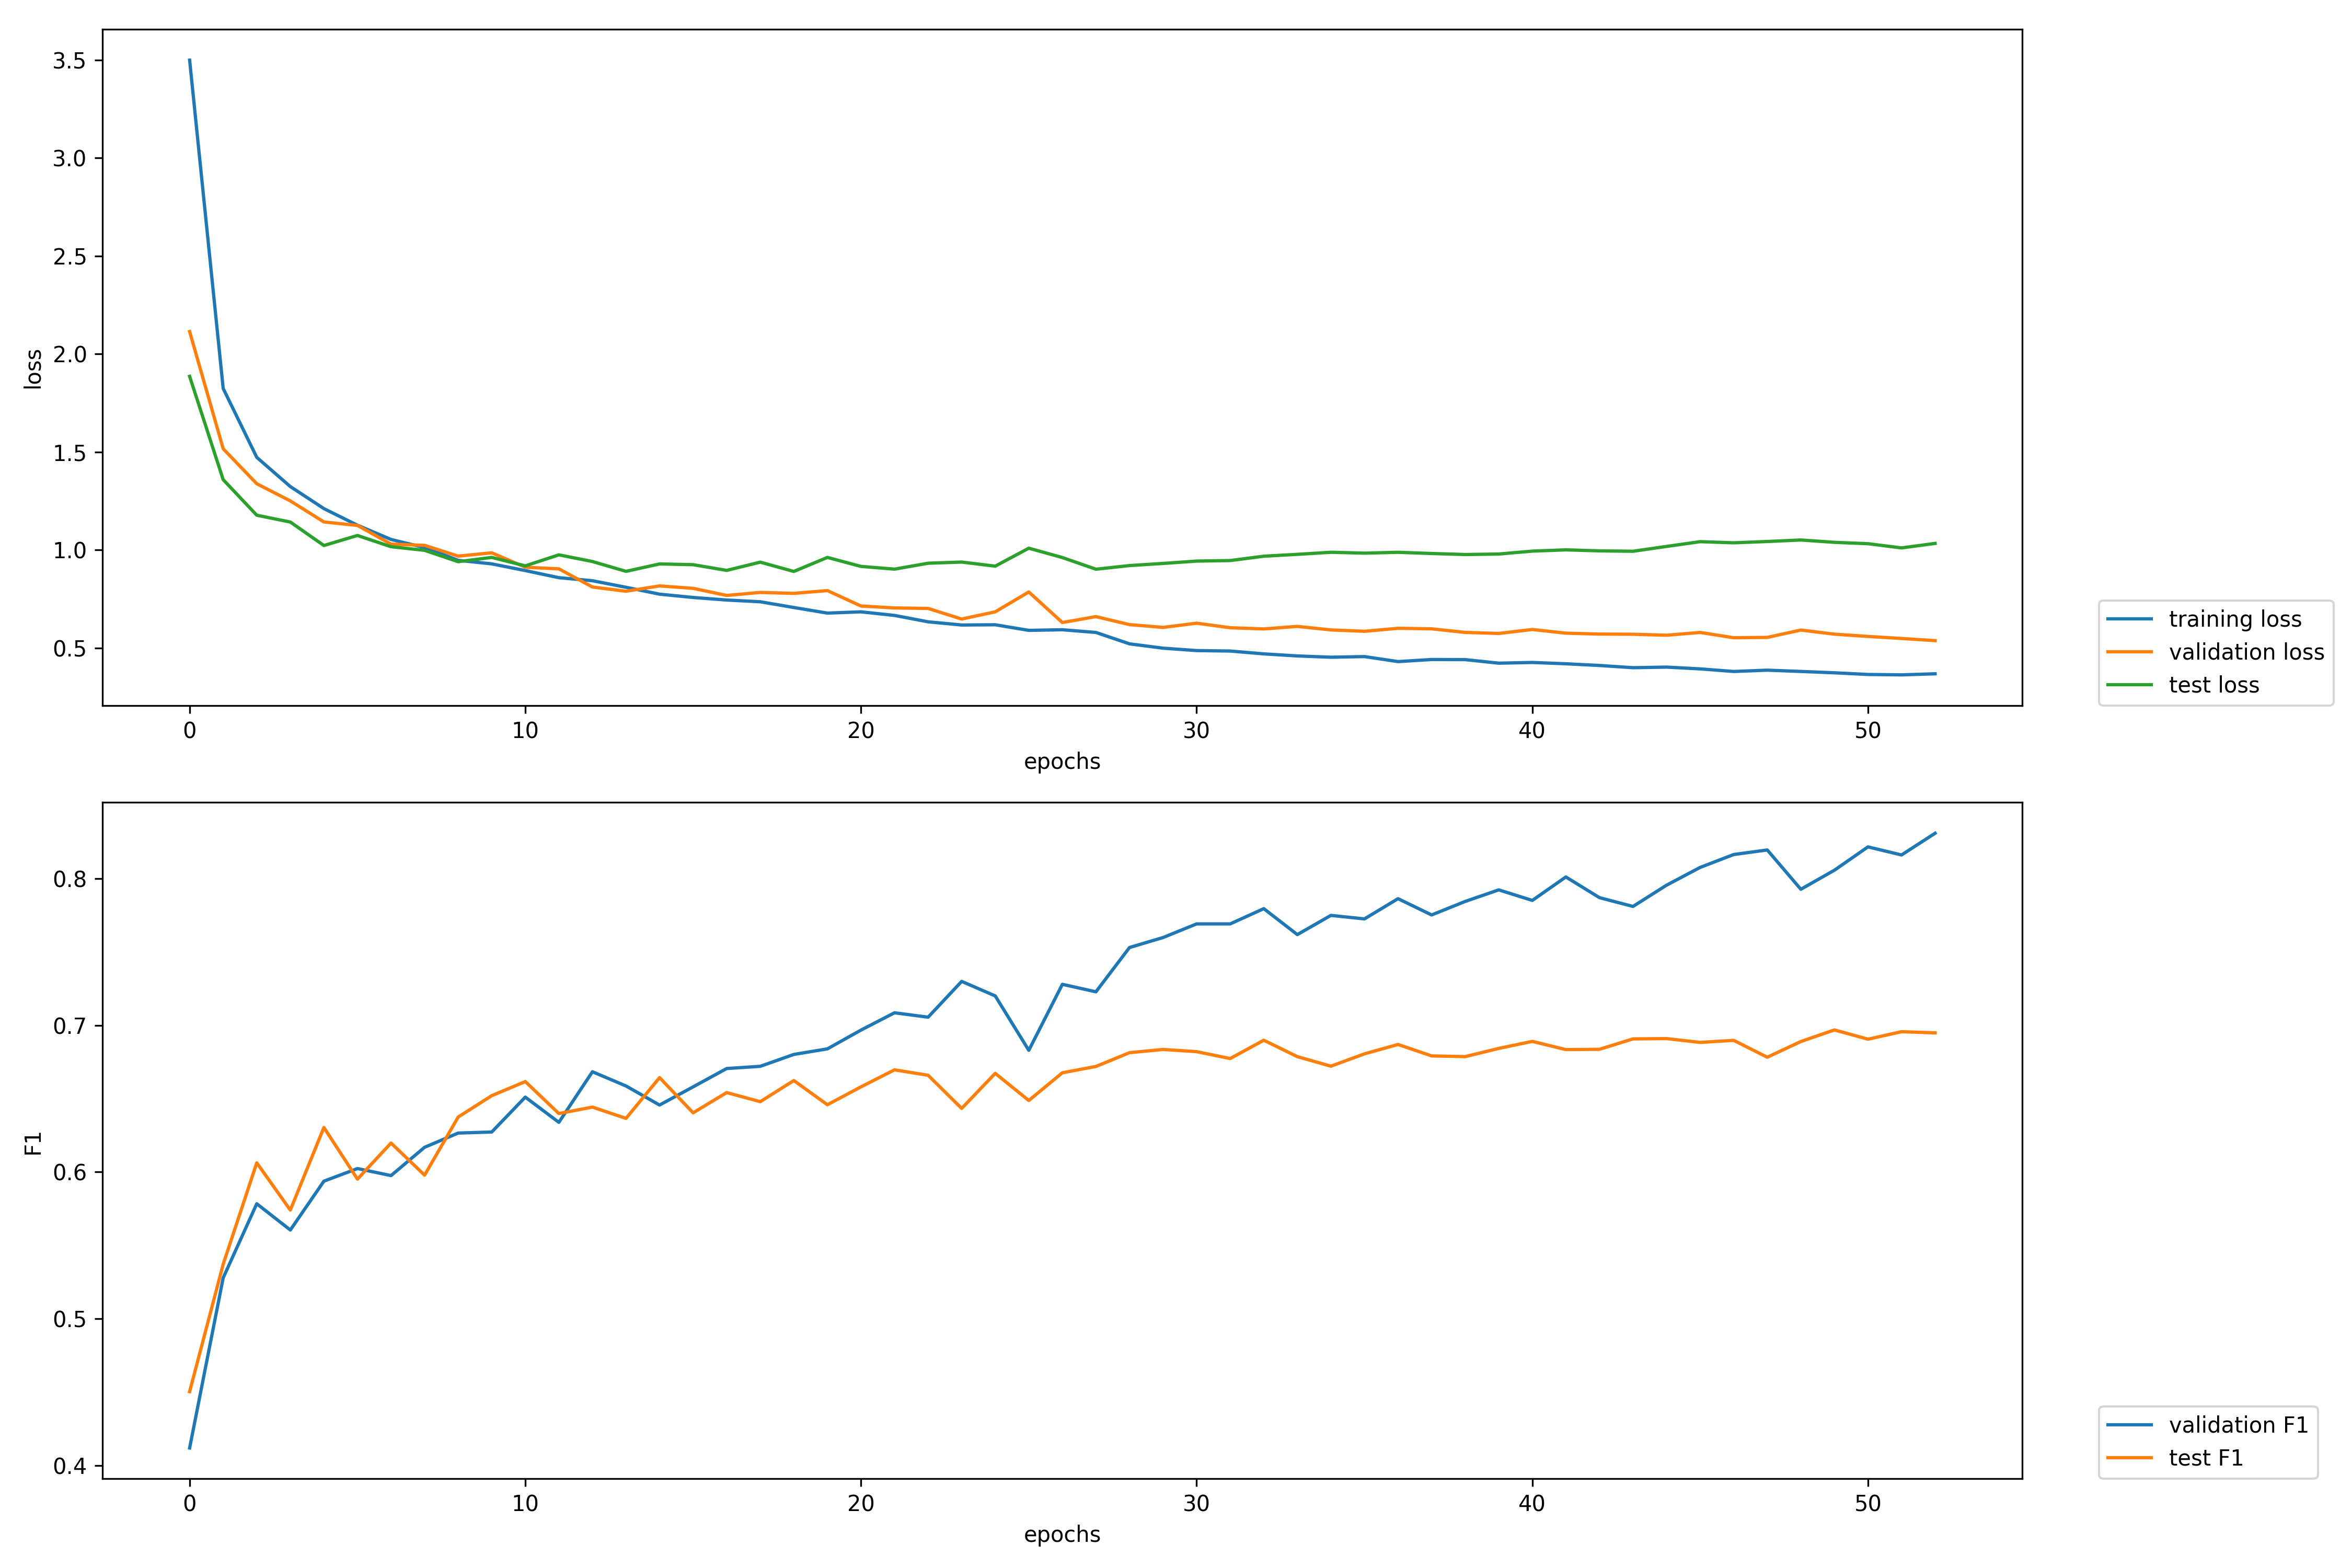 3.5
3.0
2.5
2.0
1.5
1.0
0.5
loss
0 10 20 30 40 50
epochs
training loss
validation loss
test loss
0.8
0.7
0.6
0.5
0.4
F1
0 10 20 30 40 50
epochs
validation F1
test F1